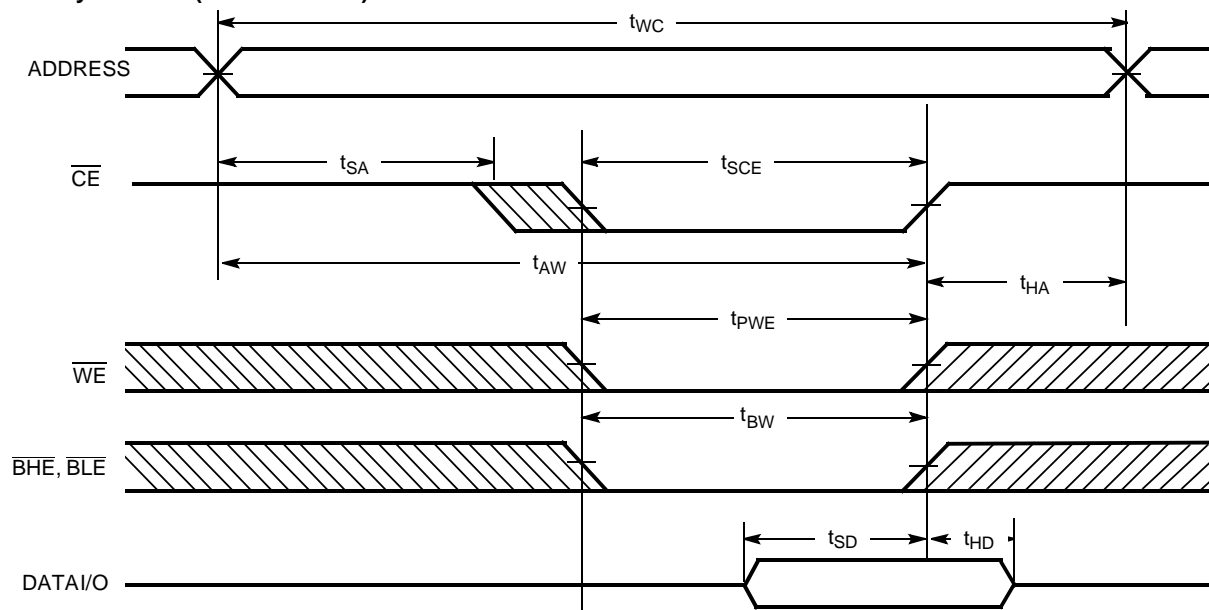 tWC
ADDRESS
tSA
tSCE
CE
tAW
tHA
tPWE
WE
tBW
BHE, BLE
tSD
tHD
DATAI/O